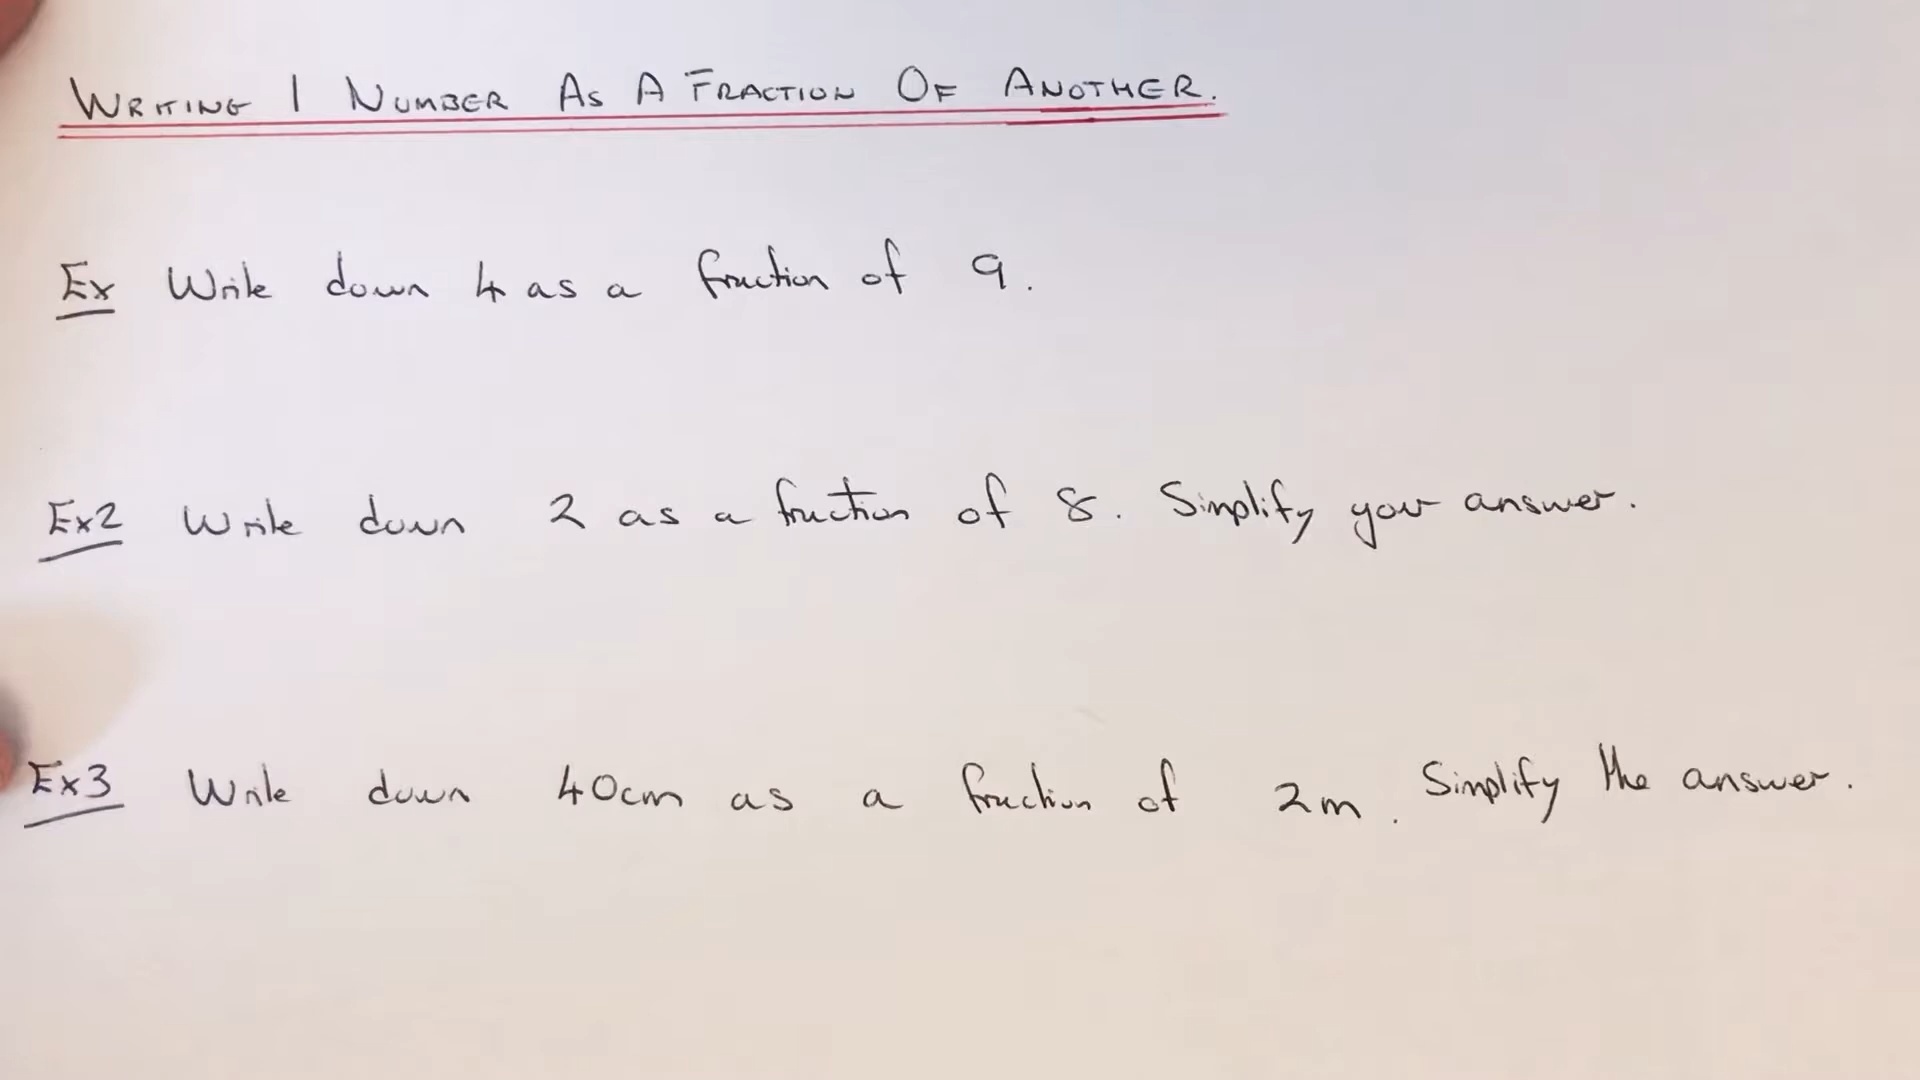 WRITING 1 NUMBER AS A FRACTION OF ANOTHER.
Ex Write down 4 as a fraction of 9.
Ex2 Write down 2 as a fraction of 8. Simplify your answer.
Ex3 Write down 40cm as a fraction of 2m. Simplify the answer.